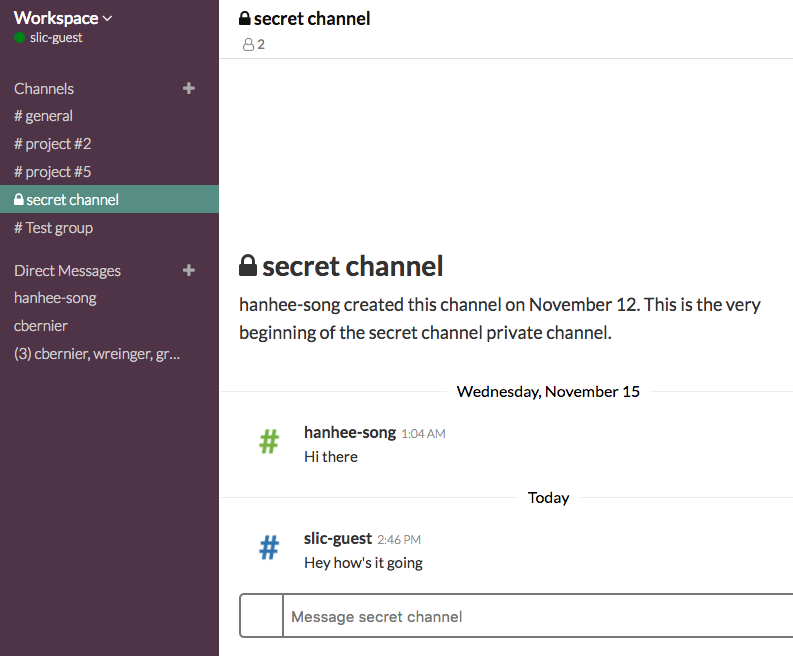 Workspace
slic-guest
Channels +
# general
# project #2
# project #5
secret channel
# Test group
Direct Messages +
hanhee-song
cbernier
(3) cbernier, wreinger, gr...
secret channel
2
secret channel
hanhee-song created this channel on November 12. This is the very
beginning of the secret channel private channel.
Wednesday, November 15
# hanhee-song 1:04 AM
Hi there
Today
# slic-guest 2:46 PM
Hey how's it going
Message secret channel